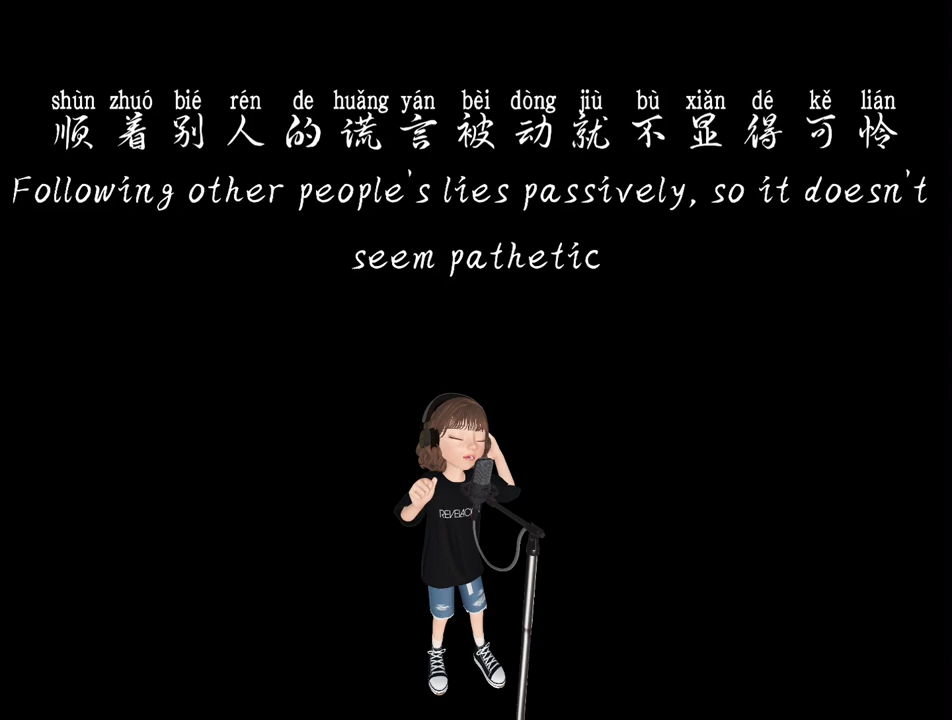 shùn zhuó bié rén de huǎng yán bèi dòng jiù bù xiǎn dé kě lián
顺着别人的谎言被动就不显得可怜
Following other people's lies passively, so it doesn't
seem pathetic